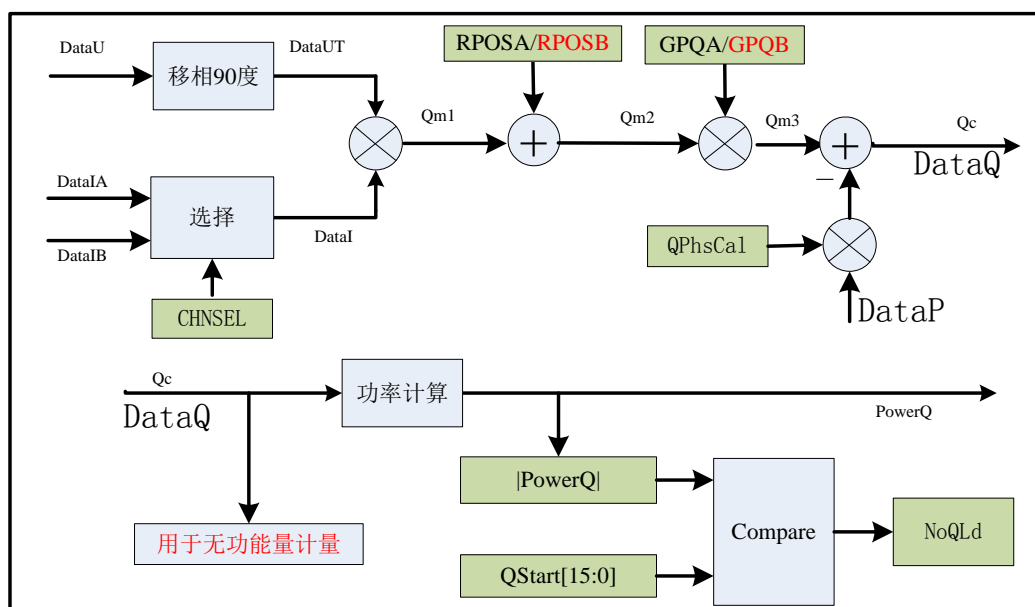 DataU
移相90度
DataUT
RPOSA/RPOSB
GPQA/GPQB
Qm1
Qm2
Qm3
Qc
DataQ
DataIA
DataIB
选择
DataI
CHNSEL
QPhsCal
DataP
Qc
DataQ
功率计算
PowerQ
|PowerQ|
用于无功能量计量
QStart[15:0]
Compare
NoQLd